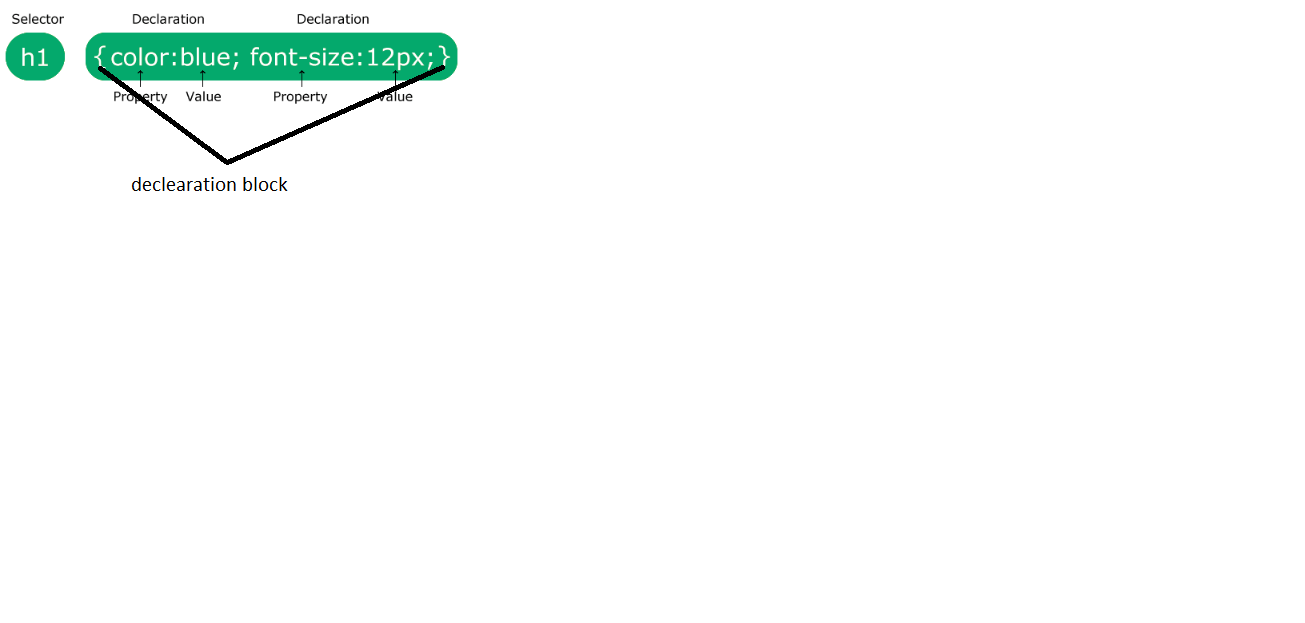 Selector Declaration Declaration
h1 {color:blue; font-size:12px;}
Property Value Property Value
declearation block